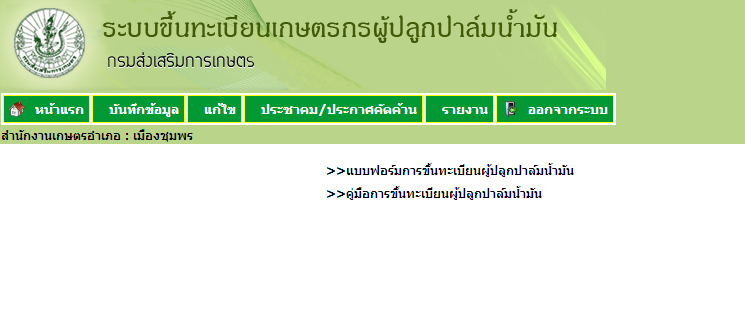 ระบบขึ้นทะเบียนเกษตรกรผู้ปลูกปาล์มน้ำมัน
กรมส่งเสริมการเกษตร
หน้าแรก บันทึกข้อมูล แก้ไข ประชาคม/ประกาศคัดค้าน รายงาน ออกจากระบบ
สำนักงานเกษตรอำเภอ : เมืองชุมพร
>>แบบฟอร์มการขึ้นทะเบียนผู้ปลูกปาล์มน้ำมัน
>>คู่มือการขึ้นทะเบียนผู้ปลูกปาล์มน้ำมัน